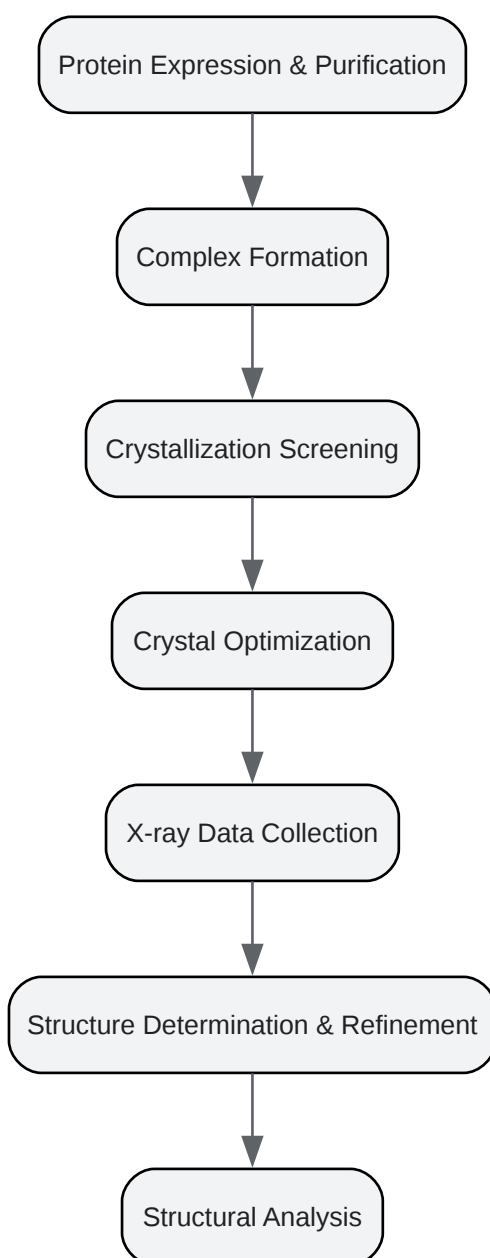 Protein Expression & Purification
Complex Formation
Crystallization Screening
Crystal Optimization
X-ray Data Collection
Structure Determination & Refinement
Structural Analysis